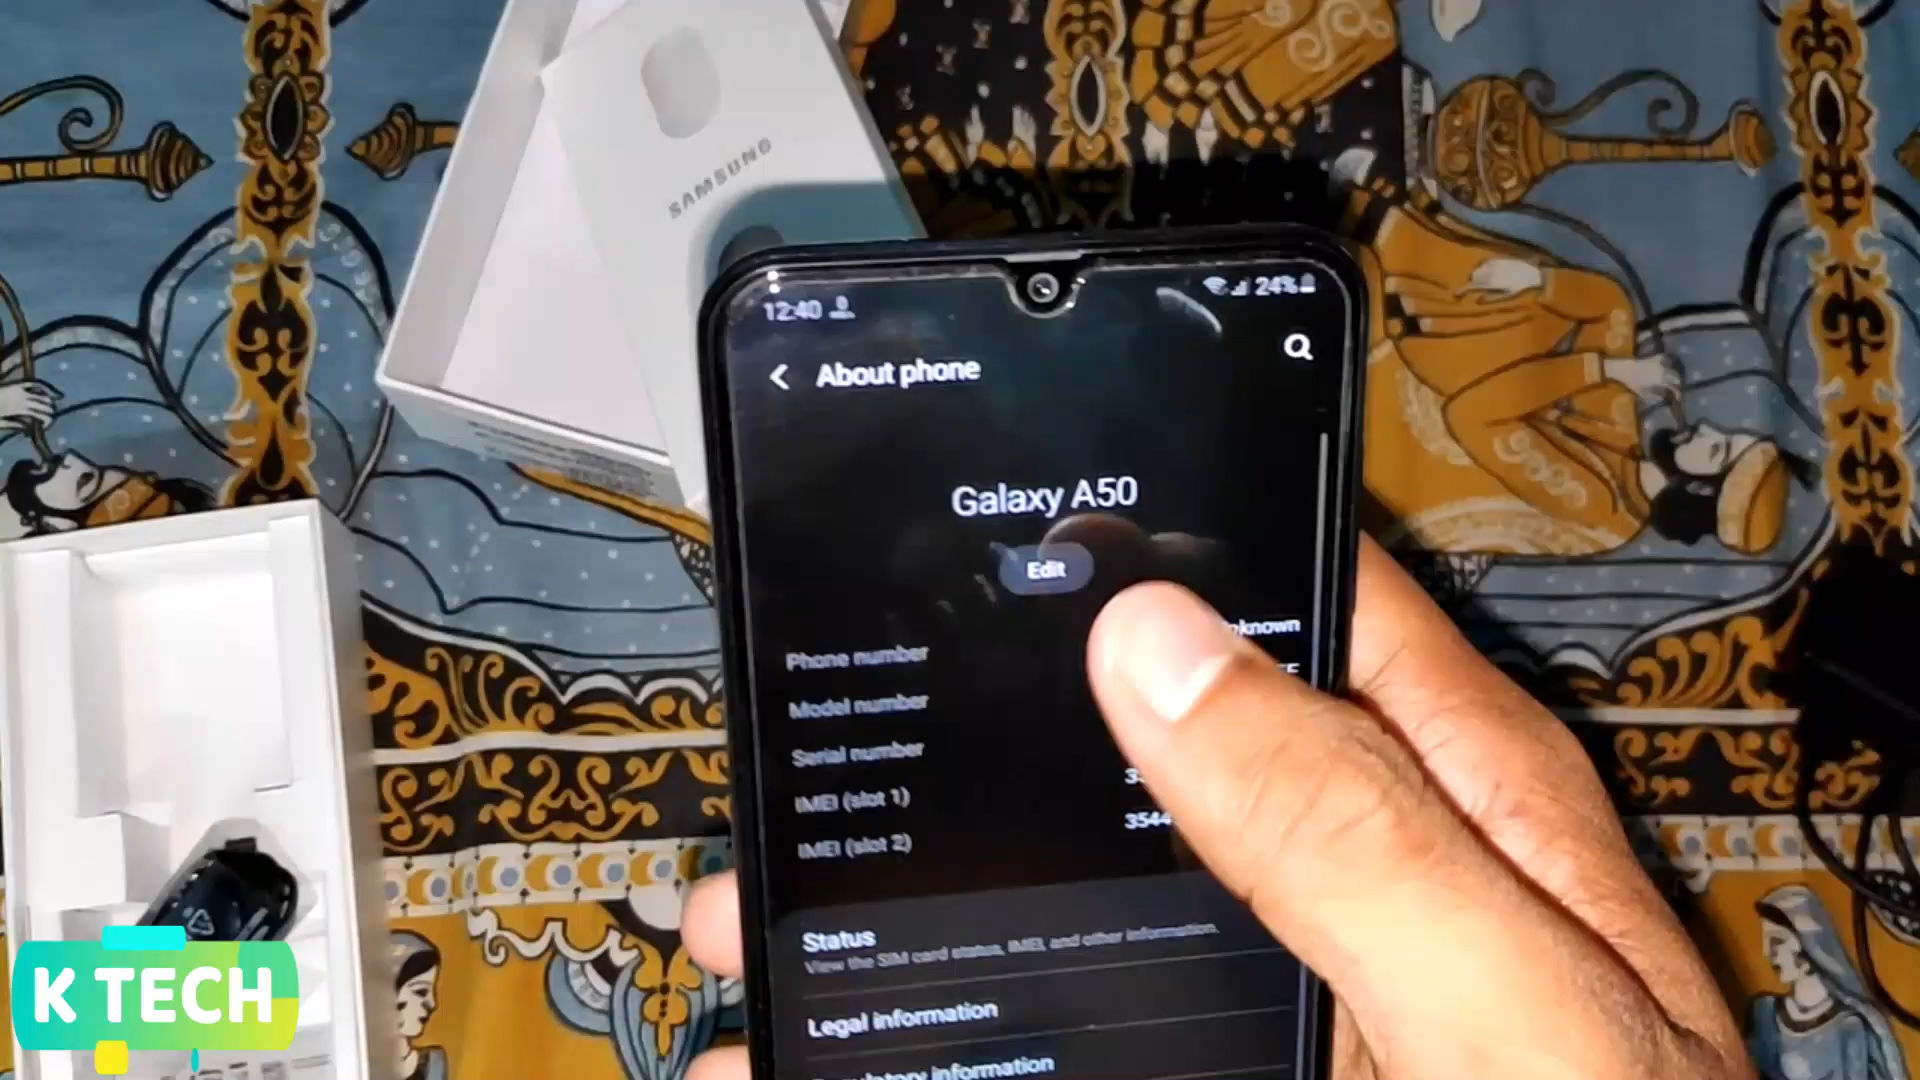 SAMSUNG
12:40
24%
About phone
Galaxy A50
Edit
Phone number
Model number
Serial number
IMEI (slot 1)
IMEI (slot 2)
3544
Status
View the SIM card status, IMEI, and other information.
Legal information
information
K TECH